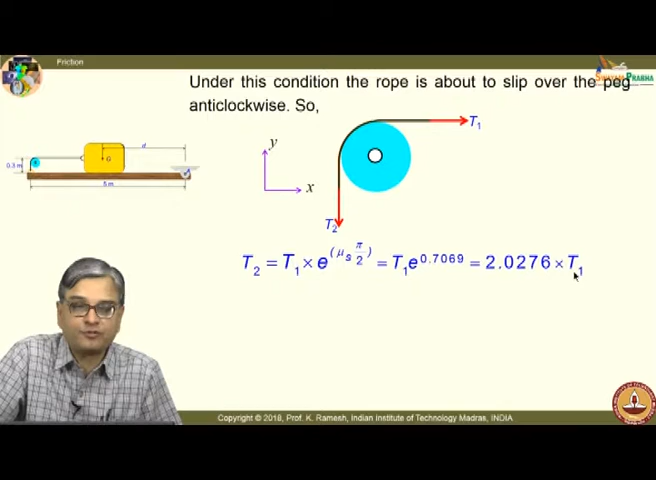 Friction
SWAYAM PRABHA
Under this condition the rope is about to slip over the peg
anticlockwise. So,
T₁
y
x
T₂
d
G
0.3 m
5 m
T₂ = T₁ × e^(μₛ π/2) = T₁e^0.7069 = 2.0276 × T₁
Copyright © 2018, Prof. K. Ramesh, Indian Institute of Technology Madras, INDIA